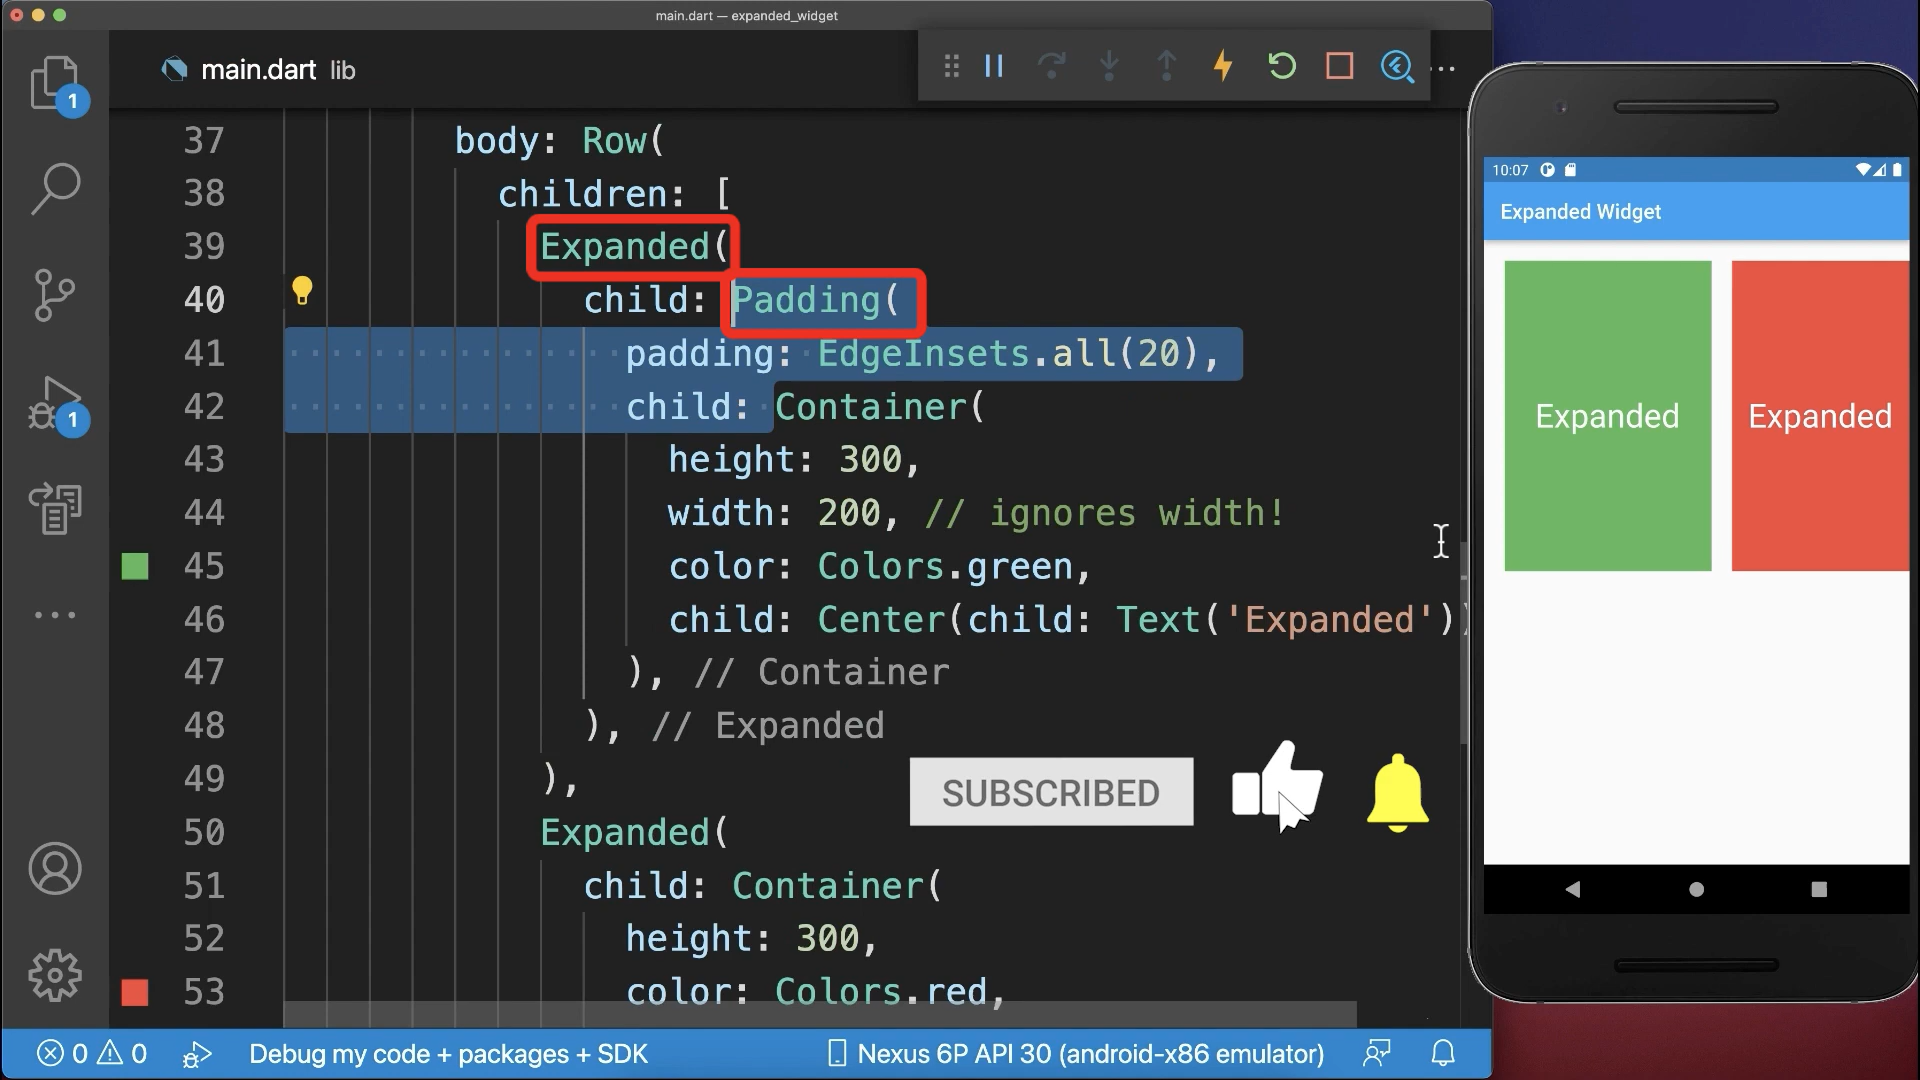 main.dart — expanded_widget
main.dart lib
1
1
37 body: Row(
38 children: [
39 Expanded(
40 child: Padding(
41 padding: EdgeInsets.all(20),
42 child: Container(
43 height: 300,
44 width: 200, // ignores width!
45 color: Colors.green,
46 child: Center(child: Text('Expanded')
47 ), // Container
48 ), // Expanded
49 ),
50 Expanded(
51 child: Container(
52 height: 300,
53 color: Colors.red,
SUBSCRIBED
0 0 Debug my code + packages + SDK Nexus 6P API 30 (android-x86 emulator)
10:07
Expanded Widget
Expanded Expanded